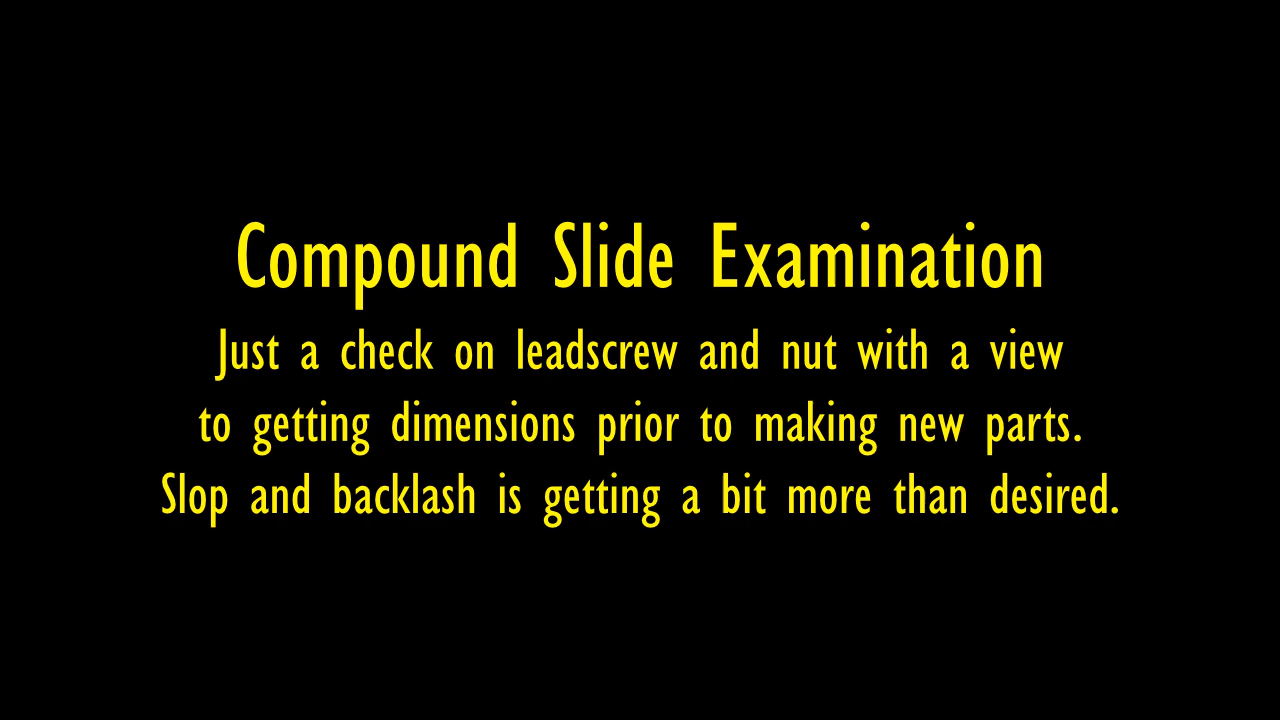 Compound Slide Examination
Just a check on leadscrew and nut with a view
to getting dimensions prior to making new parts.
Slop and backlash is getting a bit more than desired.